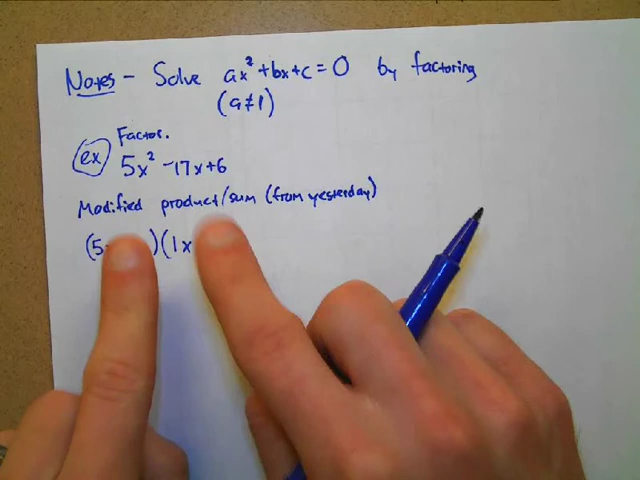 Notes - Solve ax² + bx + c = 0 by factoring
(a ≠ 1)
Factor.
ex 5x² - 17x + 6
Modified product/sum (from yesterday)
(5 )(1x